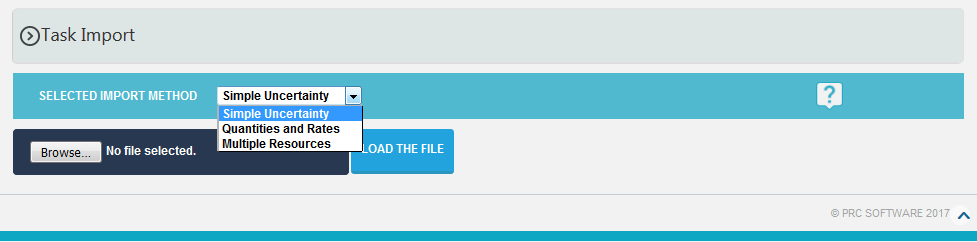 Task Import
SELECTED IMPORT METHOD Simple Uncertainty
Simple Uncertainty
Quantities and Rates
Multiple Resources
Browse... No file selected.
LOAD THE FILE
?
© PRC SOFTWARE 2017